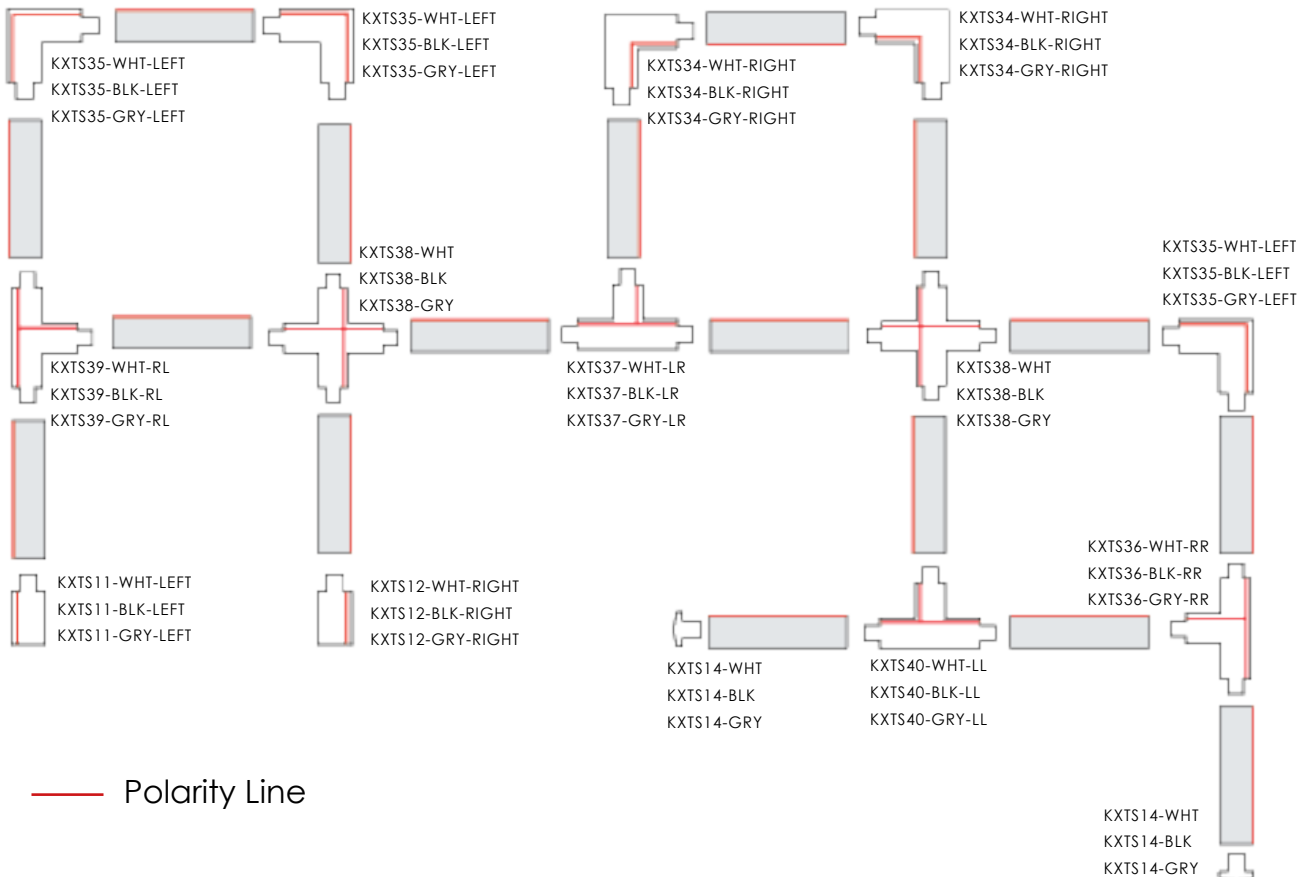 KXTS35-WHT-LEFT
KXTS35-BLK-LEFT
KXTS35-GRY-LEFT
KXTS35-WHT-LEFT
KXTS35-BLK-LEFT
KXTS35-GRY-LEFT
KXTS34-WHT-RIGHT
KXTS34-BLK-RIGHT
KXTS34-GRY-RIGHT
KXTS34-WHT-RIGHT
KXTS34-BLK-RIGHT
KXTS34-GRY-RIGHT
KXTS39-WHT-RL
KXTS39-BLK-RL
KXTS39-GRY-RL
KXTS38-WHT
KXTS38-BLK
KXTS38-GRY
KXTS37-WHT-LR
KXTS37-BLK-LR
KXTS37-GRY-LR
KXTS38-WHT
KXTS38-BLK
KXTS38-GRY
KXTS35-WHT-LEFT
KXTS35-BLK-LEFT
KXTS35-GRY-LEFT
KXTS11-WHT-LEFT
KXTS11-BLK-LEFT
KXTS11-GRY-LEFT
KXTS12-WHT-RIGHT
KXTS12-BLK-RIGHT
KXTS12-GRY-RIGHT
KXTS14-WHT
KXTS14-BLK
KXTS14-GRY
KXTS40-WHT-LL
KXTS40-BLK-LL
KXTS40-GRY-LL
KXTS36-WHT-RR
KXTS36-BLK-RR
KXTS36-GRY-RR
Polarity Line
KXTS14-WHT
KXTS14-BLK
KXTS14-GRY